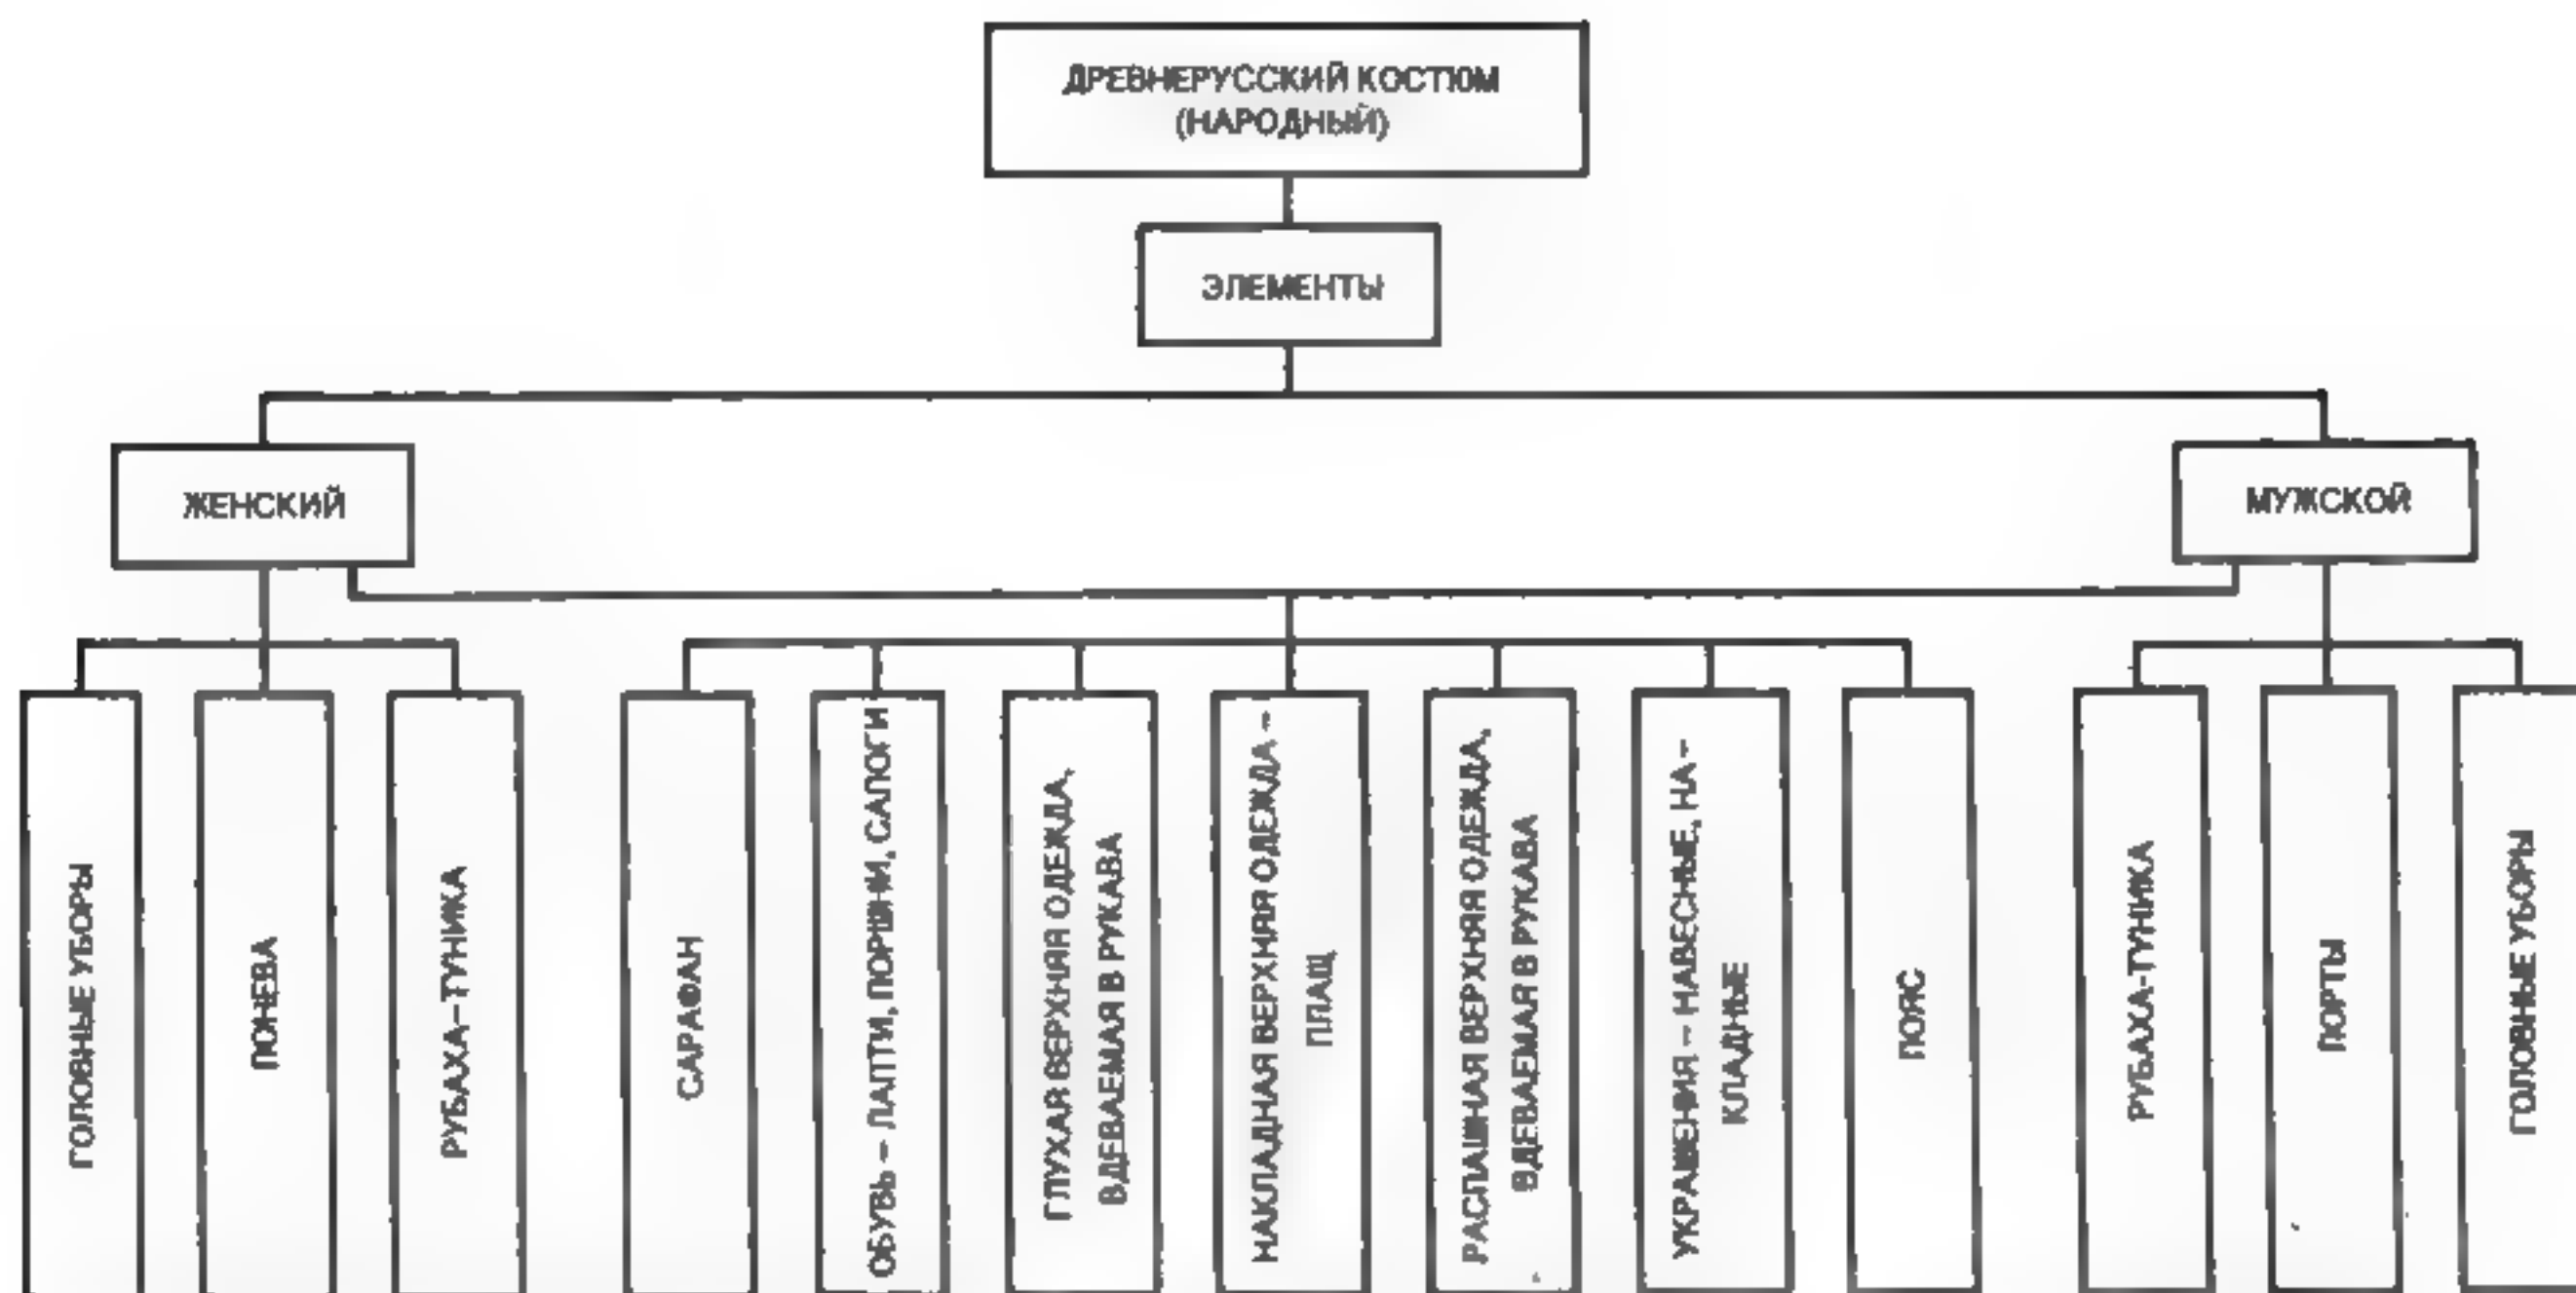 ДРЕВНЕРУССКИЙ КОСТЮМ
(НАРОДНЫЙ)
ЭЛЕМЕНТЫ
ЖЕНСКИЙ
МУЖСКОЙ
ГОЛОВНЫЕ УБОРЫ
ПОНЕВА
РУБАХА-ТУНИКА
САРАФАН
ОБУВЬ – ЛАПТИ, ПОРШНИ, САПОГИ
ГЛУХАЯ ВЕРХНЯЯ ОДЕЖДА,
ВДЕВАЕМАЯ В РУКАВА
НАКЛАДНАЯ ВЕРХНЯЯ ОДЕЖДА –
ПЛАЩ
РАСПАШНАЯ ВЕРХНЯЯ ОДЕЖДА,
ВДЕВАЕМАЯ В РУКАВА
УКРАШЕНИЯ – НАВЕСНЫЕ, НА-
КЛАДНЫЕ
ПОЯС
РУБАХА-ТУНИКА
ПОРТЫ
ГОЛОВНЫЕ УБОРЫ